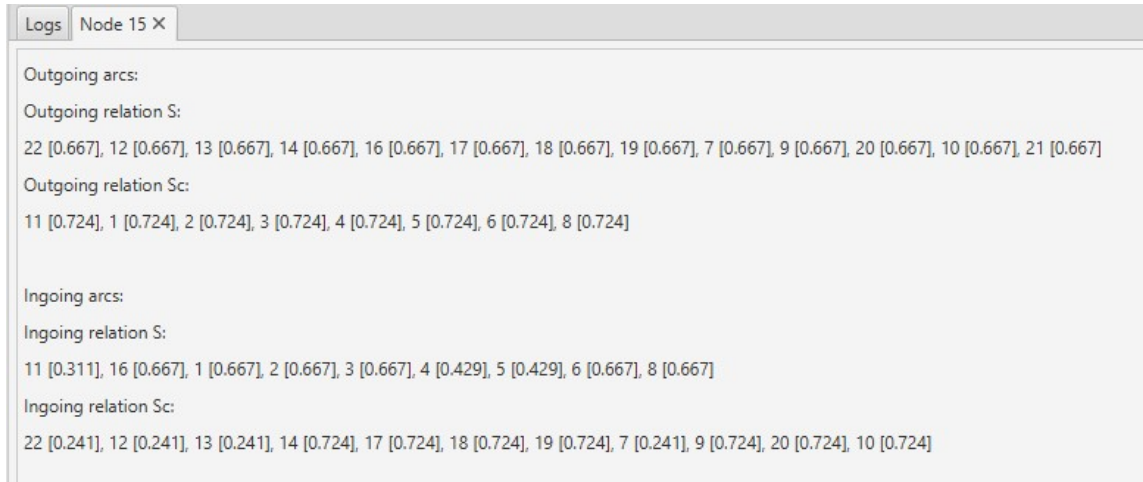 Logs Node 15 ×
Outgoing arcs:
Outgoing relation S:
22 [0.667], 12 [0.667], 13 [0.667], 14 [0.667], 16 [0.667], 17 [0.667], 18 [0.667], 19 [0.667], 7 [0.667], 9 [0.667], 20 [0.667], 10 [0.667], 21 [0.667]
Outgoing relation Sc:
11 [0.724], 1 [0.724], 2 [0.724], 3 [0.724], 4 [0.724], 5 [0.724], 6 [0.724], 8 [0.724]
Ingoing arcs:
Ingoing relation S:
11 [0.311], 16 [0.667], 1 [0.667], 2 [0.667], 3 [0.667], 4 [0.429], 5 [0.429], 6 [0.667], 8 [0.667]
Ingoing relation Sc:
22 [0.241], 12 [0.241], 13 [0.241], 14 [0.724], 17 [0.724], 18 [0.724], 19 [0.724], 7 [0.241], 9 [0.724], 20 [0.724], 10 [0.724]